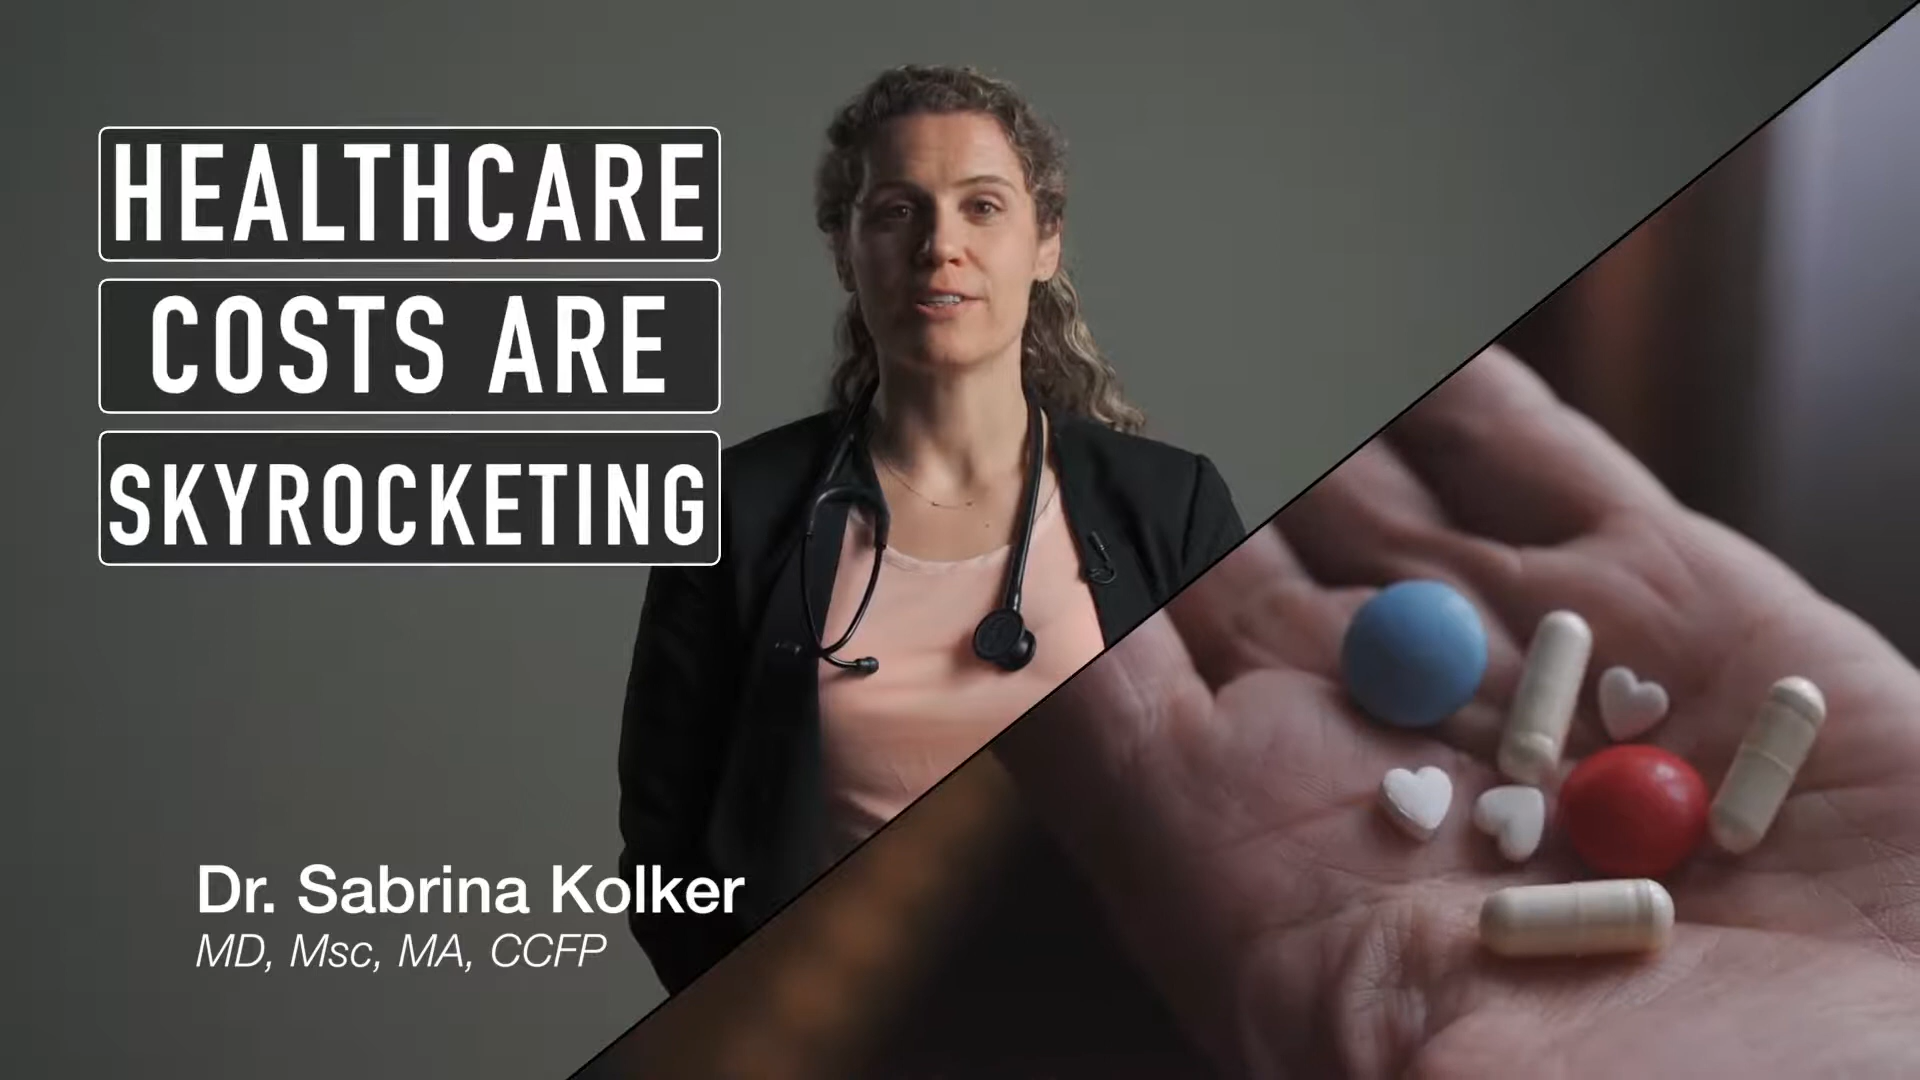 HEALTHCARE
COSTS ARE
SKYROCKETING
Dr. Sabrina Kolker
MD, Msc, MA, CCFP